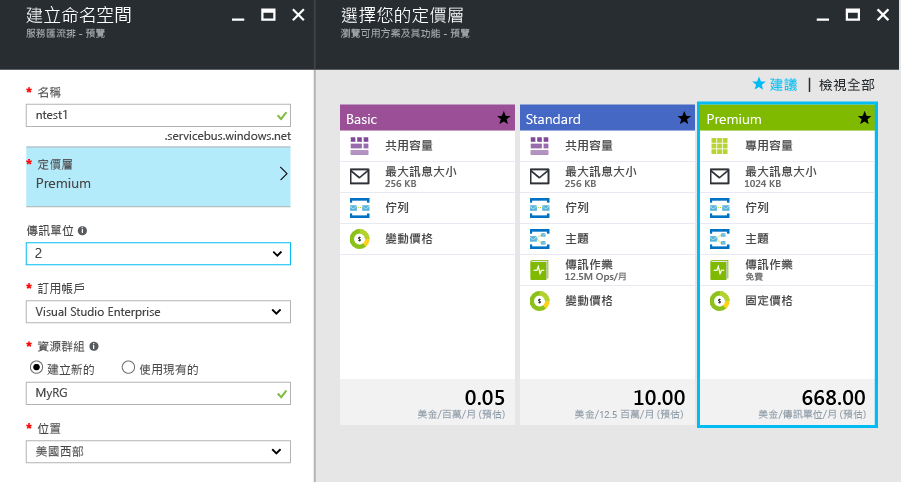 建立命名空間
服務匯流排 - 預覽
* 名稱
ntest1
.servicebus.windows.net
* 定價層
Premium
傳訊單位
2
* 訂用帳戶
Visual Studio Enterprise
* 資源群組
建立新的 使用現有的
MyRG
* 位置
美國西部
選擇您的定價層
瀏覽可用方案及其功能 - 預覽
★ 建議 | 檢視全部
Basic ★
共用容量
最大訊息大小
256 KB
佇列
變動價格
0.05
美金/百萬/月 (預估)
Standard ★
共用容量
最大訊息大小
256 KB
佇列
主題
傳訊作業
12.5M Ops/月
變動價格
10.00
美金/12.5 百萬/月 (預估)
Premium ★
專用容量
最大訊息大小
1024 KB
佇列
主題
傳訊作業
免費
固定價格
668.00
美金/傳訊單位/月 (預估)